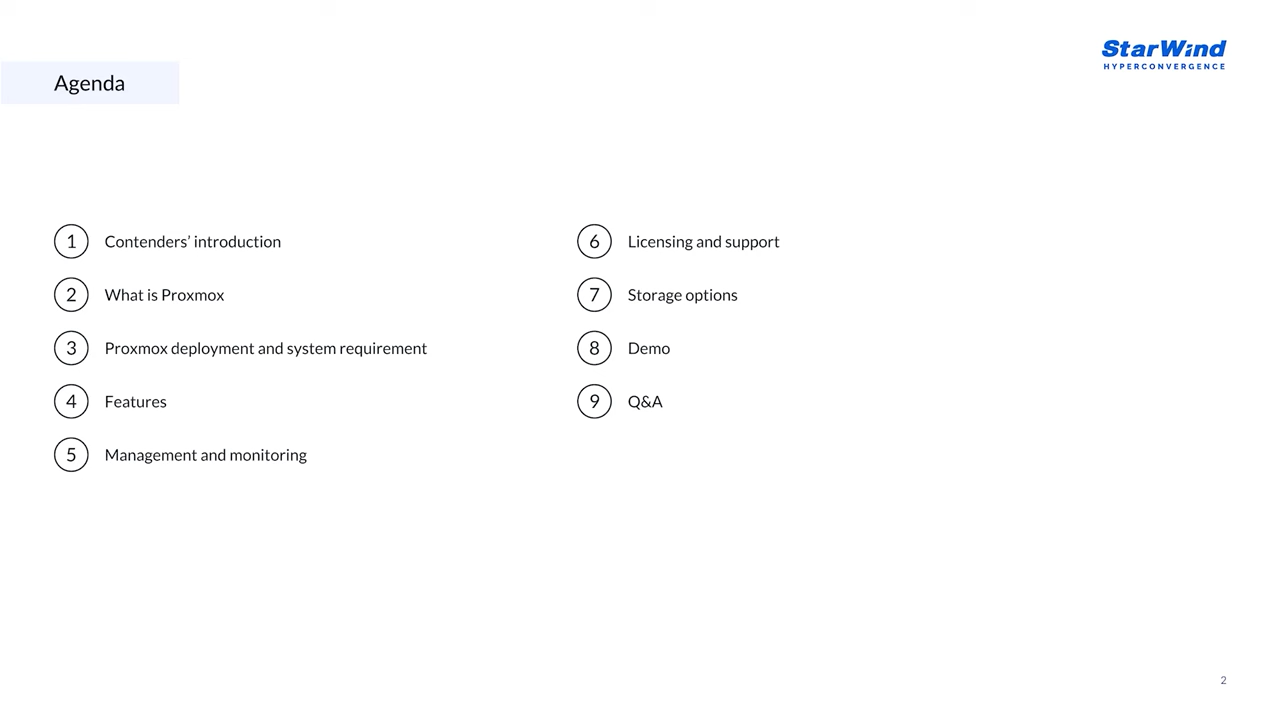 StarWind
HYPERCONVERGENCE
Agenda
1 Contenders’ introduction
2 What is Proxmox
3 Proxmox deployment and system requirement
4 Features
5 Management and monitoring
6 Licensing and support
7 Storage options
8 Demo
9 Q&A
2